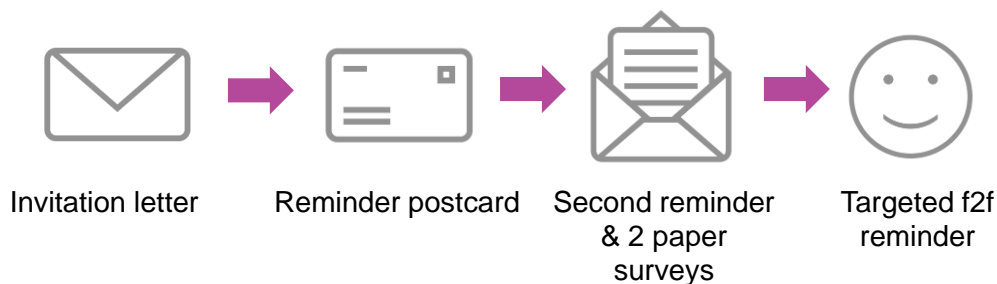 Invitation letter
Reminder postcard
Second reminder
& 2 paper
surveys
Targeted f2f
reminder